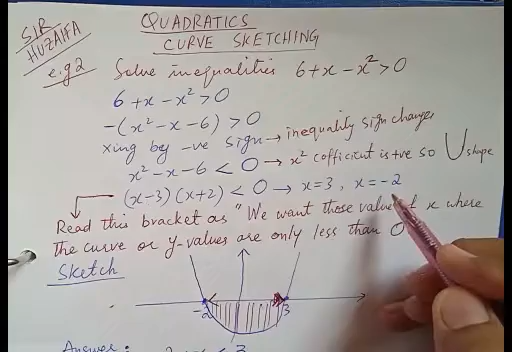 SIR HUZAIFA
QUADRATICS
CURVE SKETCHING
e.g 2 Solve inequalities 6+x-x²>0
6+x-x²>0
-(x²-x-6)>0
xing by -ve sign→inequality sign changes
x²-x-6<0→x² cofficient is +ve so U shape
(x-3)(x+2)<0→x=3, x=-2
Read this bracket as "We want those values of x where
the curve or y-values are only less than 0
Sketch
-2 3
Answer: